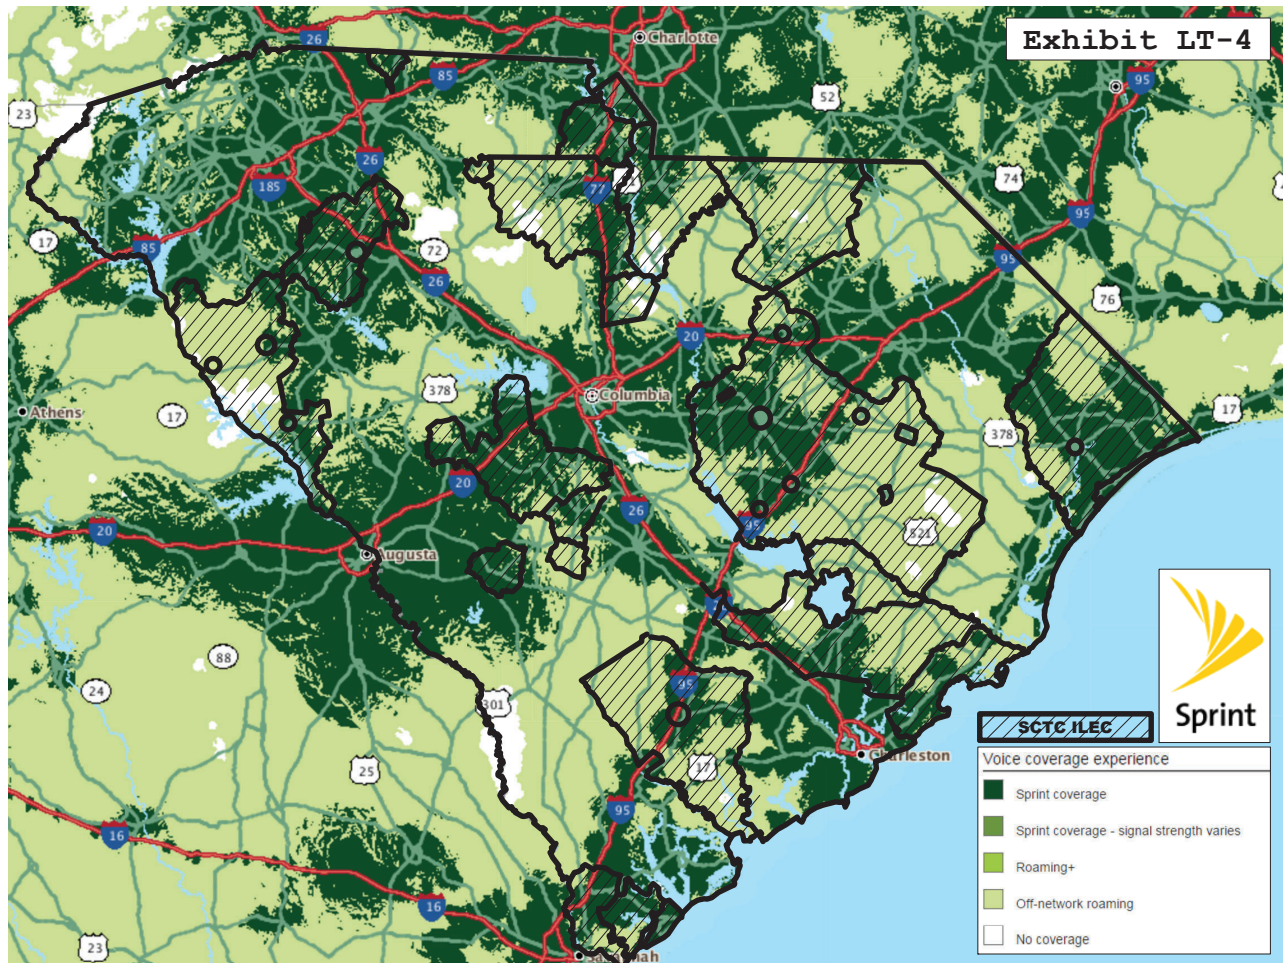 Exhibit LT-4
26
Charlotte
85
95
23
52
26
74
185
77
95
17
72
85
26
95
76
20
378
Columbia
17
Athens
17
378
20
26
95
521
20
Augusta
88
24
301
95
Sprint
SCTC ILEC
17
Charleston
25
Voice coverage experience
Sprint coverage
95
Sprint coverage - signal strength varies
16
Roaming+
Off-network roaming
16
23
No coverage
Savannah